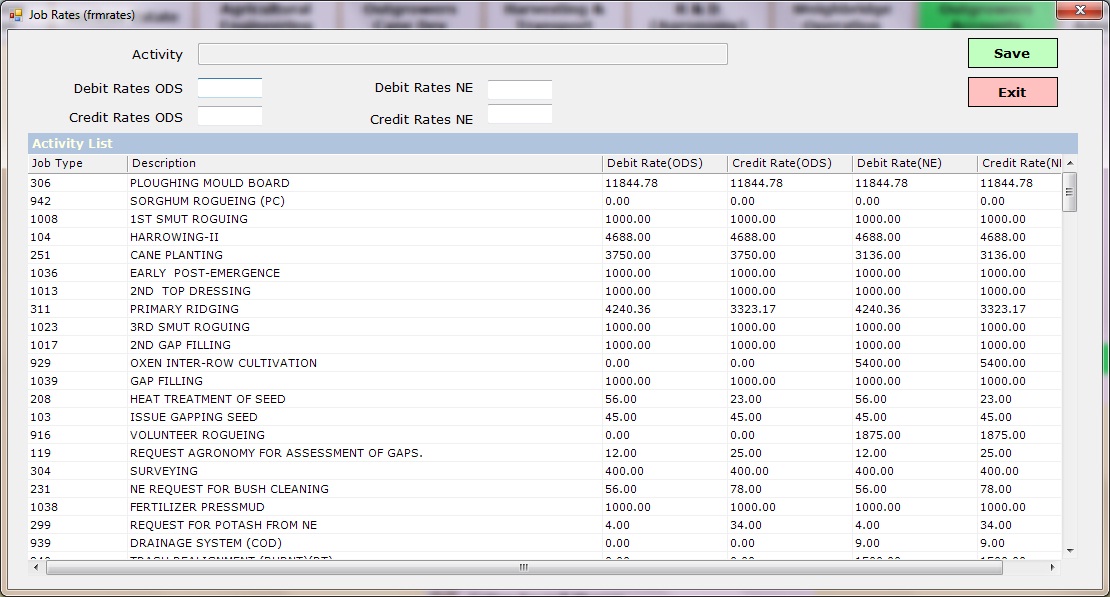 Job Rates (frmrates)
Agricultural Outgrowers Harvesting & R & D Weighbridge Outgrowers
Activity
Save
Debit Rates ODS Debit Rates NE
Exit
Credit Rates ODS Credit Rates NE
Activity List
Job Type Description Debit Rate(ODS) Credit Rate(ODS) Debit Rate(NE) Credit Rate(NE
306 PLOUGHING MOULD BOARD 11844.78 11844.78 11844.78 11844.78
942 SORGHUM ROGUEING (PC) 0.00 0.00 0.00 0.00
1008 1ST SMUT ROGUING 1000.00 1000.00 1000.00 1000.00
104 HARROWING-II 4688.00 4688.00 4688.00 4688.00
251 CANE PLANTING 3750.00 3750.00 3136.00 3136.00
1036 EARLY  POST-EMERGENCE 1000.00 1000.00 1000.00 1000.00
1013 2ND  TOP DRESSING 1000.00 1000.00 1000.00 1000.00
311 PRIMARY RIDGING 4240.36 3323.17 4240.36 3323.17
1023 3RD SMUT ROGUING 1000.00 1000.00 1000.00 1000.00
1017 2ND GAP FILLING 1000.00 1000.00 1000.00 1000.00
929 OXEN INTER-ROW CULTIVATION 0.00 0.00 5400.00 5400.00
1039 GAP FILLING 1000.00 1000.00 1000.00 1000.00
208 HEAT TREATMENT OF SEED 56.00 23.00 56.00 23.00
103 ISSUE GAPPING SEED 45.00 45.00 45.00 45.00
916 VOLUNTEER ROGUEING 0.00 0.00 1875.00 1875.00
119 REQUEST AGRONOMY FOR ASSESSMENT OF GAPS. 12.00 25.00 12.00 25.00
304 SURVEYING 400.00 400.00 400.00 400.00
231 NE REQUEST FOR BUSH CLEANING 56.00 78.00 56.00 78.00
1038 FERTILIZER PRESSMUD 1000.00 1000.00 1000.00 1000.00
299 REQUEST FOR POTASH FROM NE 4.00 34.00 4.00 34.00
939 DRAINAGE SYSTEM (COD) 0.00 0.00 9.00 9.00